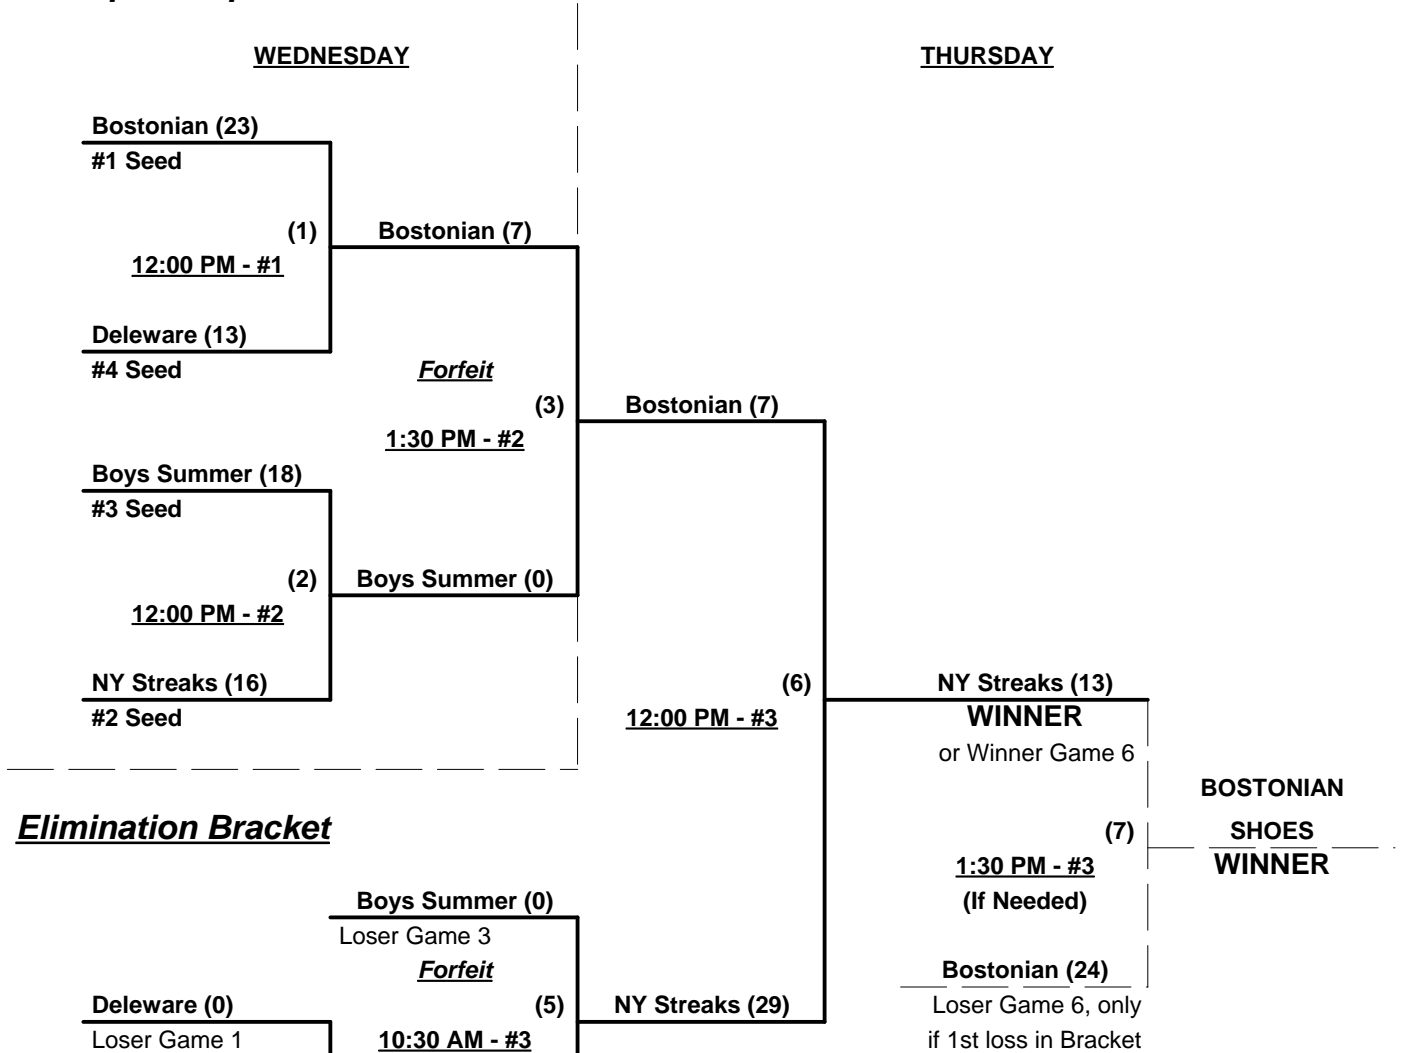 WEDNESDAY
THURSDAY
Bostonian (23)
#1 Seed
(1)
Bostonian (7)
12:00 PM - #1
Deleware (13)
#4 Seed
Forfeit
(3)
Bostonian (7)
1:30 PM - #2
Boys Summer (18)
#3 Seed
(2)
Boys Summer (0)
12:00 PM - #2
NY Streaks (16)
#2 Seed
(6)
12:00 PM - #3
NY Streaks (13)
WINNER
or Winner Game 6
BOSTONIAN
SHOES
WINNER
(7)
1:30 PM - #3
(If Needed)
Elimination Bracket
Boys Summer (0)
Loser Game 3
Forfeit
Bostonian (24)
Deleware (0)
(5)
NY Streaks (29)
Loser Game 6, only
Loser Game 1
10:30 AM - #3
if 1st loss in Bracket